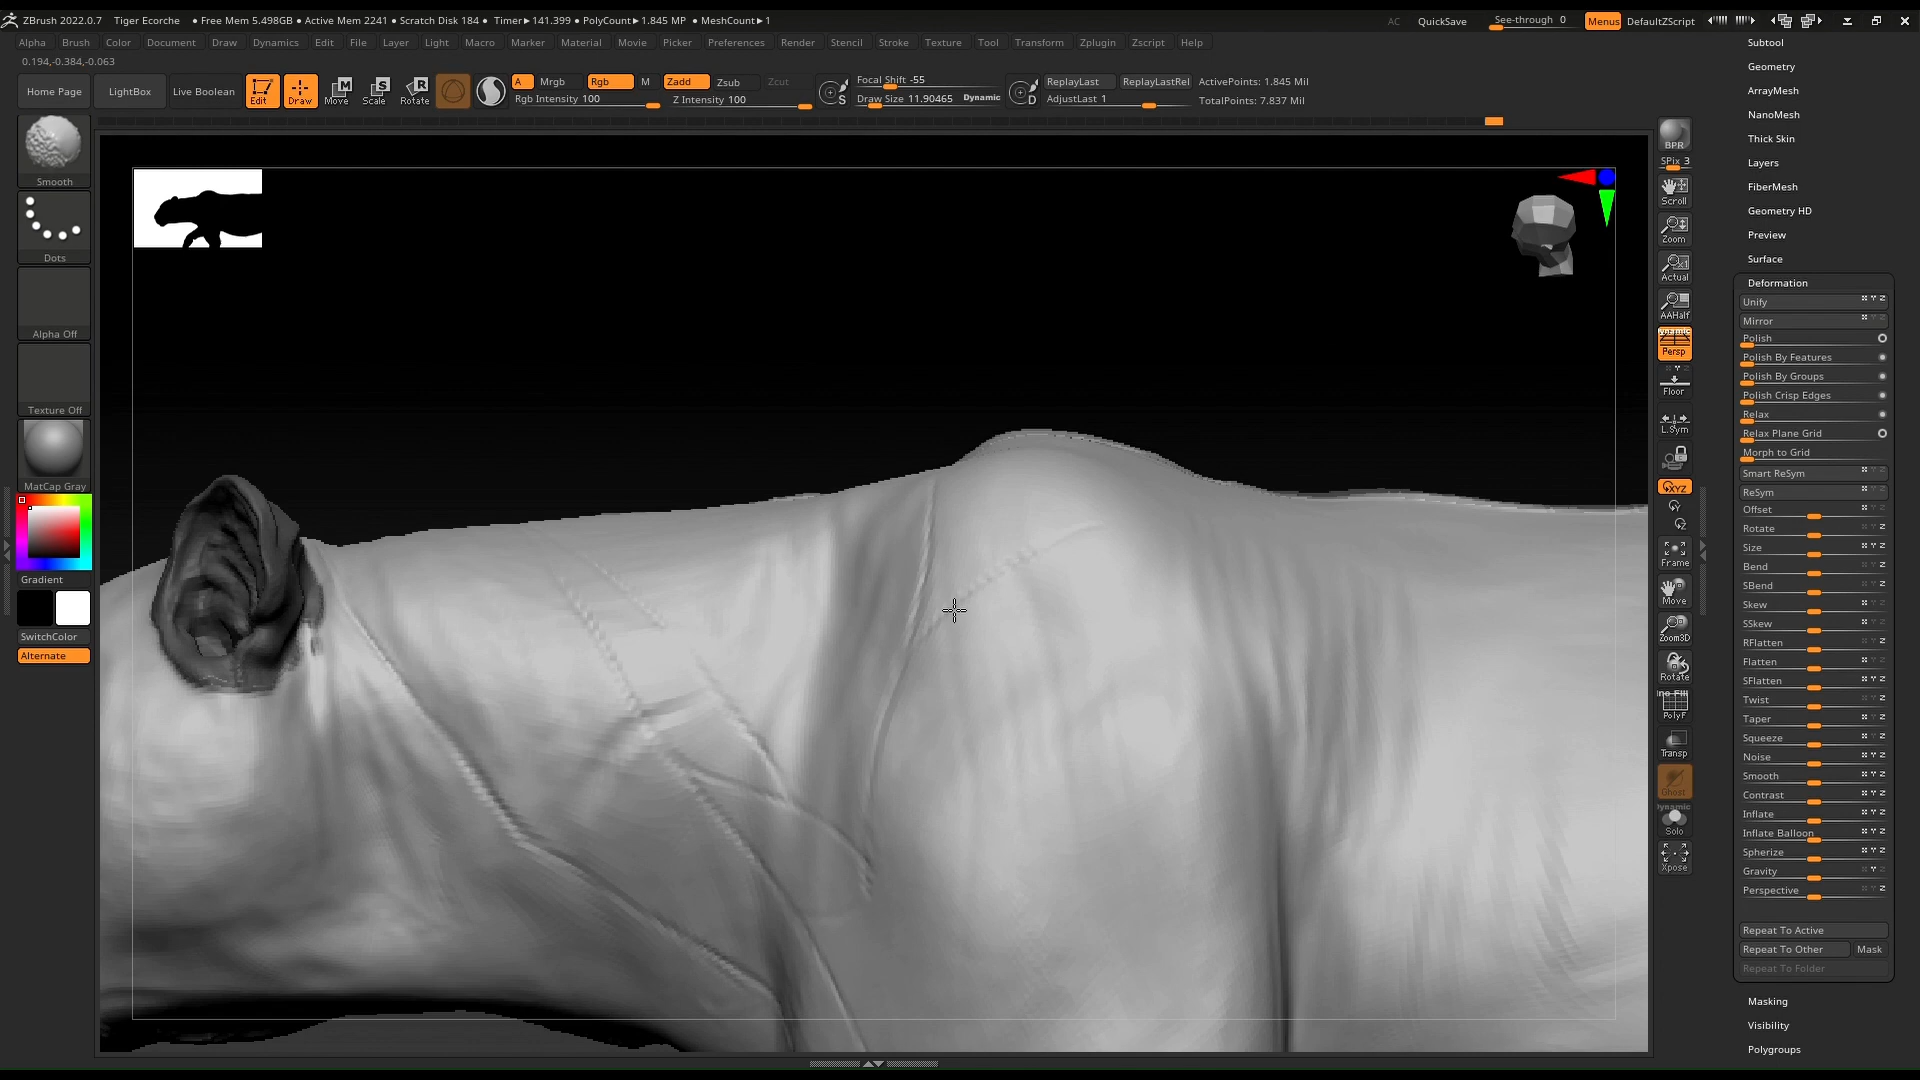 ZBrush 2022.0.7 Tiger Ecorche • Free Mem 5.498GB • Active Mem 2241 • Scratch Disk 184 • Timer▸141.399 • PolyCount▸1.845 MP • MeshCount▸1 AC QuickSave See-through 0 Menus DefaultZScript
Alpha Brush Color Document Draw Dynamics Edit File Layer Light Macro Marker Material Movie Picker Preferences Render Stencil Stroke Texture Tool Transform Zplugin Zscript Help
0.194,-0.384,-0.063
Home Page LightBox Live Boolean Edit Draw Move Scale Rotate
A Mrgb Rgb M Zadd Zsub Zcut
Rgb Intensity 100 Z Intensity 100
S Focal Shift -55
Draw Size 11.90465 Dynamic
D ReplayLast ReplayLastRel ActivePoints: 1.845 Mil
AdjustLast 1 TotalPoints: 7.837 Mil
Smooth
Dots
Alpha Off
Texture Off
MatCap Gray
Gradient
SwitchColor
Alternate
BPR
SPix 3
Scroll
Zoom
Actual
AAHalf
Persp
Floor
L.Sym
XYZ
Y
Z
Frame
Move
Zoom3D
Rotate
PolyF
Transp
Ghost
Dynamic
Solo
Xpose
Subtool
Geometry
ArrayMesh
NanoMesh
Thick Skin
Layers
FiberMesh
Geometry HD
Preview
Surface
Deformation
Unify
Mirror
Polish
Polish By Features
Polish By Groups
Polish Crisp Edges
Relax
Relax Plane Grid
Morph to Grid
Smart ReSym
ReSym
Offset
Rotate
Size
Bend
SBend
Skew
SSkew
RFlatten
Flatten
SFlatten
Twist
Taper
Squeeze
Noise
Smooth
Contrast
Inflate
Inflate Balloon
Spherize
Gravity
Perspective
Repeat To Active
Repeat To Other Mask
Repeat To Folder
Masking
Visibility
Polygroups